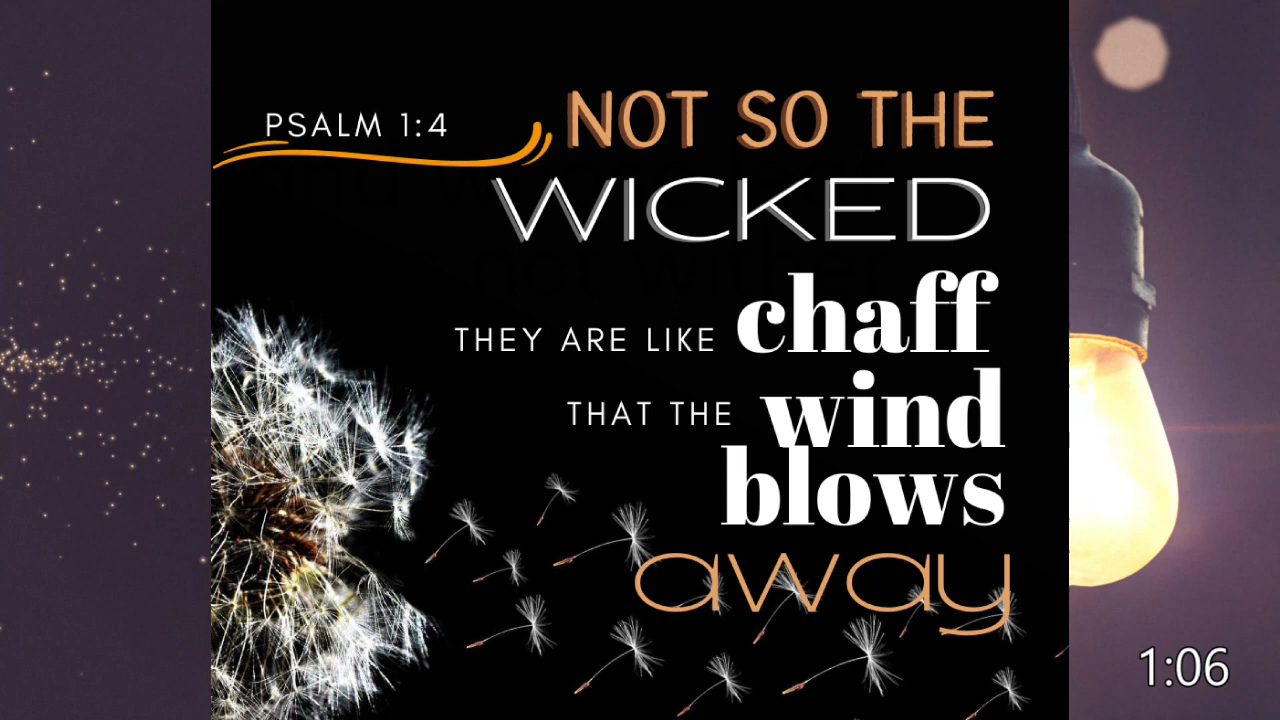 PSALM 1:4
NOT SO THE
WICKED
THEY ARE LIKE chaff
THAT THE wind
blows
away
1:06